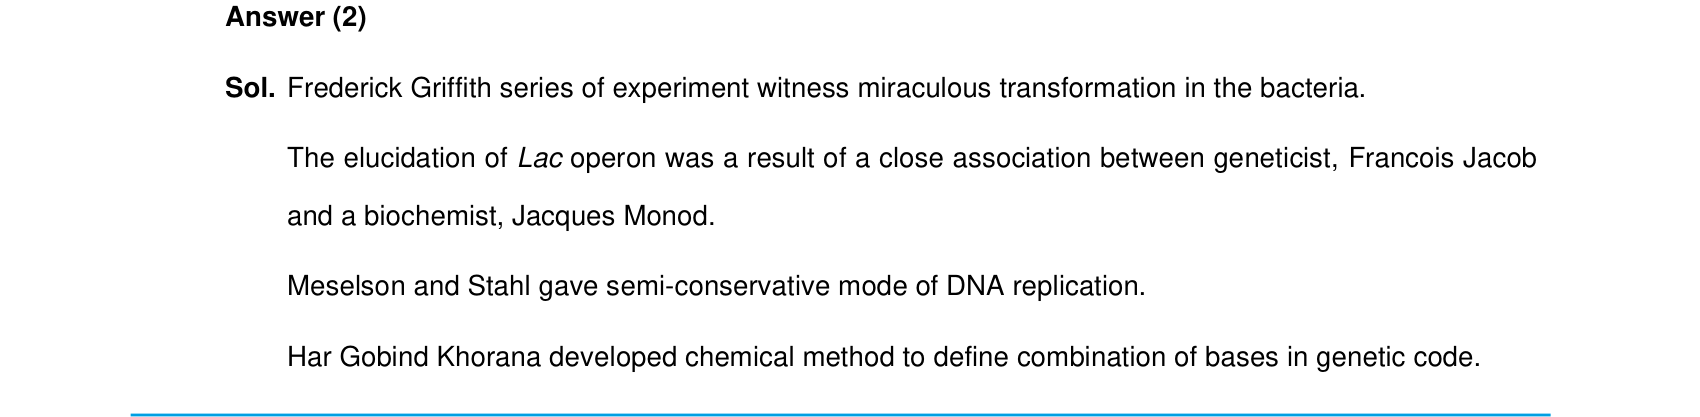 Answer (2)
Sol. Frederick Griffith series of experiment witness miraculous transformation in the bacteria.
The elucidation of Lac operon was a result of a close association between geneticist, Francois Jacob
and a biochemist, Jacques Monod.
Meselson and Stahl gave semi-conservative mode of DNA replication.
Har Gobind Khorana developed chemical method to define combination of bases in genetic code.